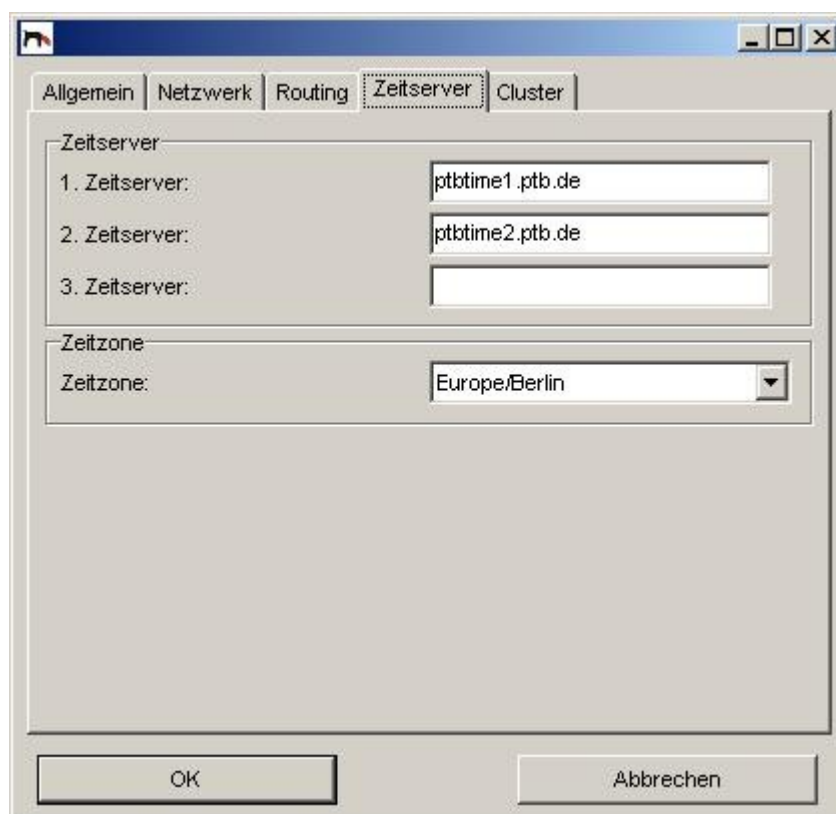 Allgemein Netzwerk Routing Zeitserver Cluster
Zeitserver
1. Zeitserver: ptbtime1.ptb.de
2. Zeitserver: ptbtime2.ptb.de
3. Zeitserver:
Zeitzone
Zeitzone: Europe/Berlin
OK Abbrechen